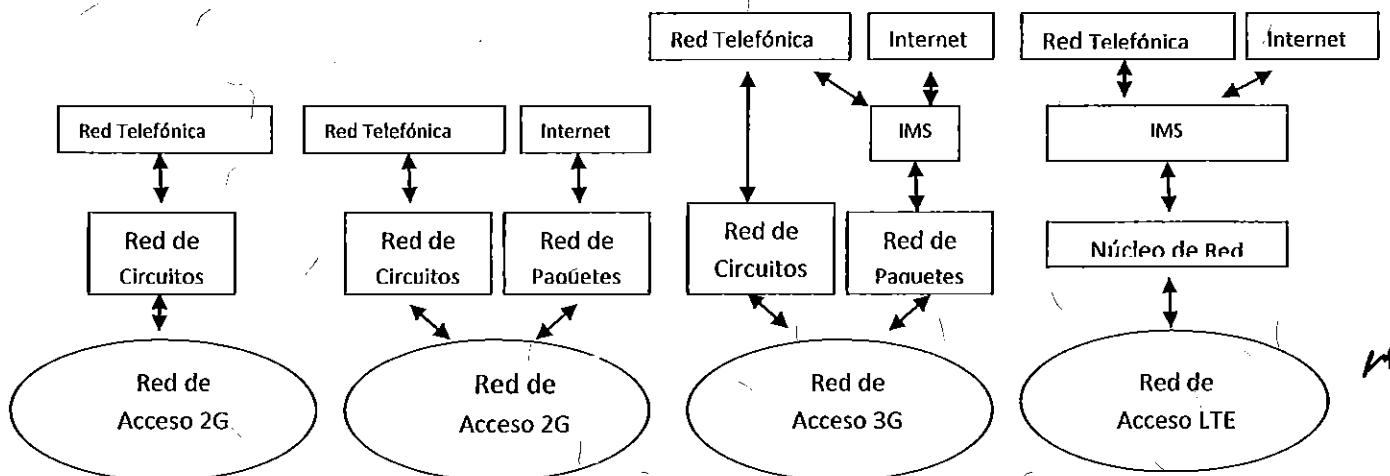 Red Telefónica
Red de
Circuitos
Red de
Acceso 2G
Red Telefónica
Internet
Red de
Circuitos
Red de
Paquetes
Red de
Acceso 2G
Red Telefónica
Internet
IMS
Red de
Circuitos
Red de
Paquetes
Red de
Acceso 3G
Red Telefónica
Internet
IMS
Núcleo de Red
Red de
Acceso LTE